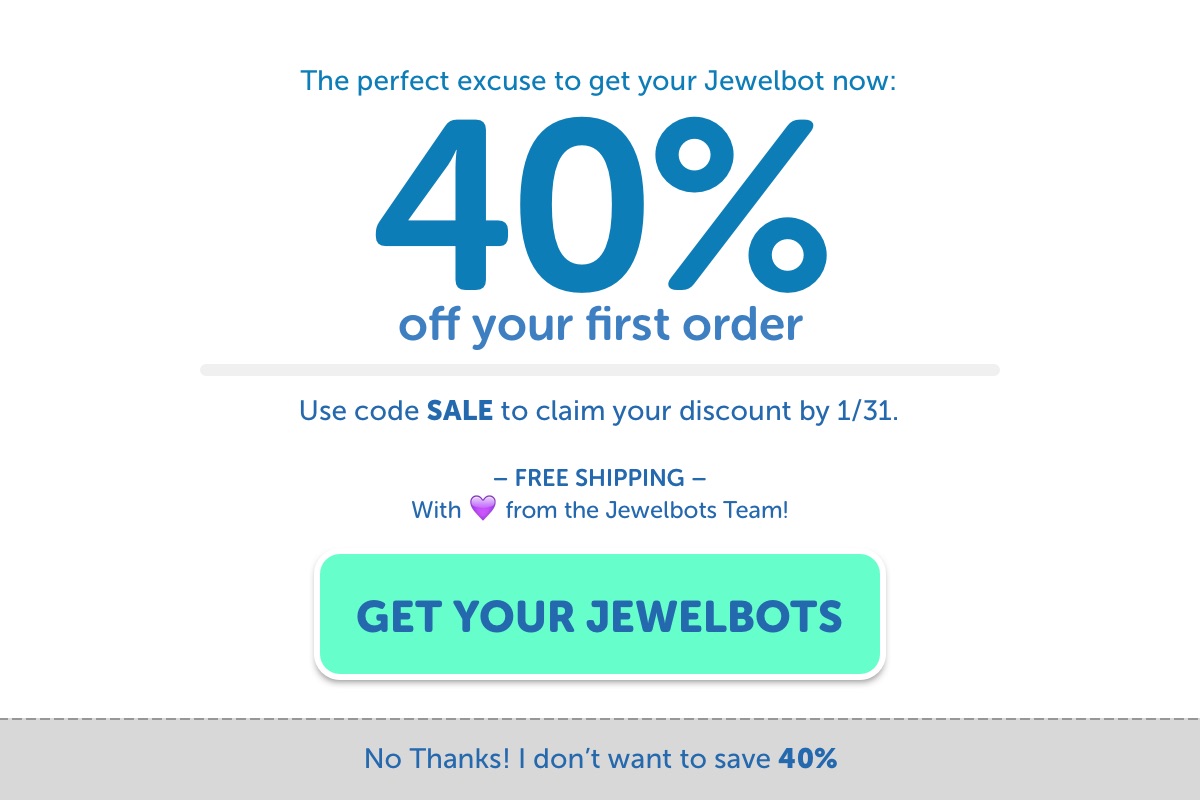 The perfect excuse to get your Jewelbot now:
40%
off your first order
Use code SALE to claim your discount by 1/31.
– FREE SHIPPING –
With 💜 from the Jewelbots Team!
GET YOUR JEWELBOTS
No Thanks! I don’t want to save 40%